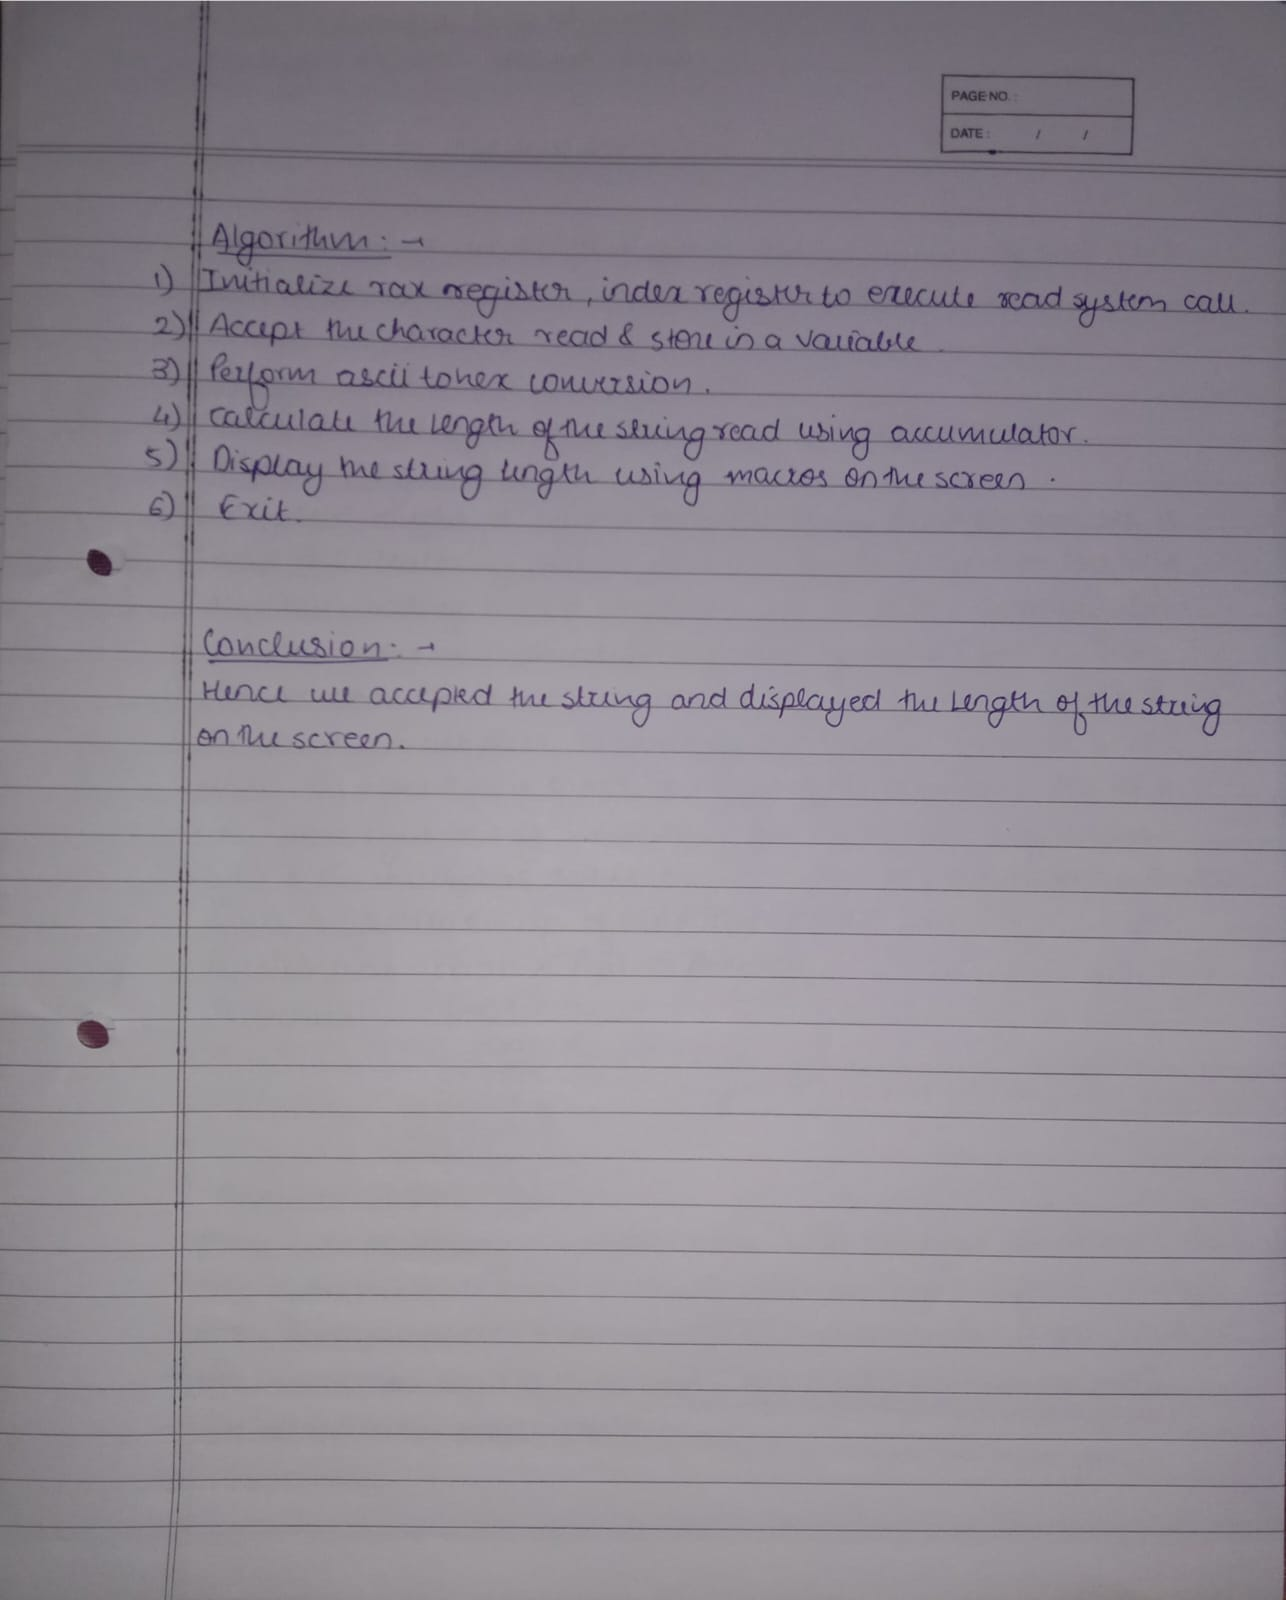 PAGE NO. :
DATE : / /
Algorithm : →
1) Initialize rax register, index register to execute read system call.
2) Accept the character read & store in a variable.
3) Perform ascii to hex conversion.
4) Calculate the length of the string read using accumulator.
5) Display the string length using macros on the screen.
6) Exit.
Conclusion : →
Hence we accepted the string and displayed the length of the string
on the screen.